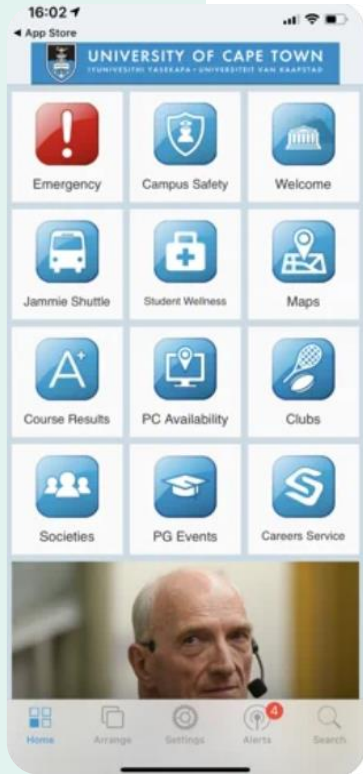 16:02
◀ App Store
UNIVERSITY OF CAPE TOWN
IYUNIVESITHI YASEKAPA • UNIVERSITEIT VAN KAAPSTAD
Emergency
Campus Safety
Welcome
Jammie Shuttle
Student Wellness
Maps
A+
Course Results
PC Availability
Clubs
Societies
PG Events
Careers Service
4
Home
Arrange
Settings
Alerts
Search